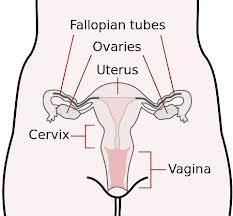 Fallopian tubes
Ovaries
Uterus
Cervix
Vagina